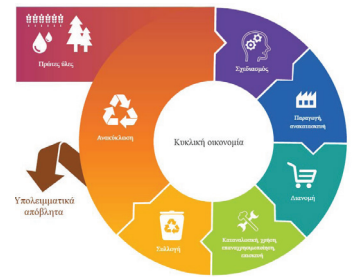 Πρώτες ύλες
Σχεδιασμός
Παραγωγή,
ανακατασκευή
Διανομή
Κατανάλωση, χρήση,
επαναχρησιμοποίηση,
επισκευή
Συλλογή
Ανακύκλωση
Κυκλική οικονομία
Υπολειμματικά
απόβλητα